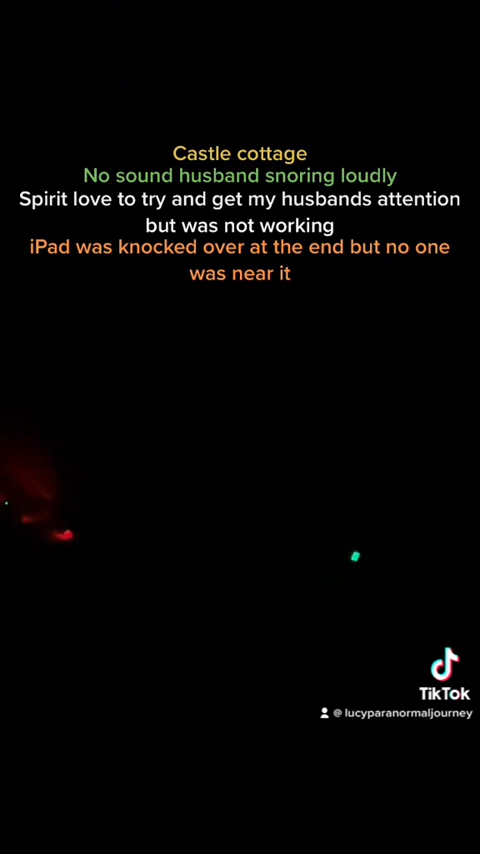 Castle cottage
No sound husband snoring loudly
Spirit love to try and get my husbands attention
but was not working
iPad was knocked over at the end but no one
was near it
TikTok
@lucyparanormaljourney